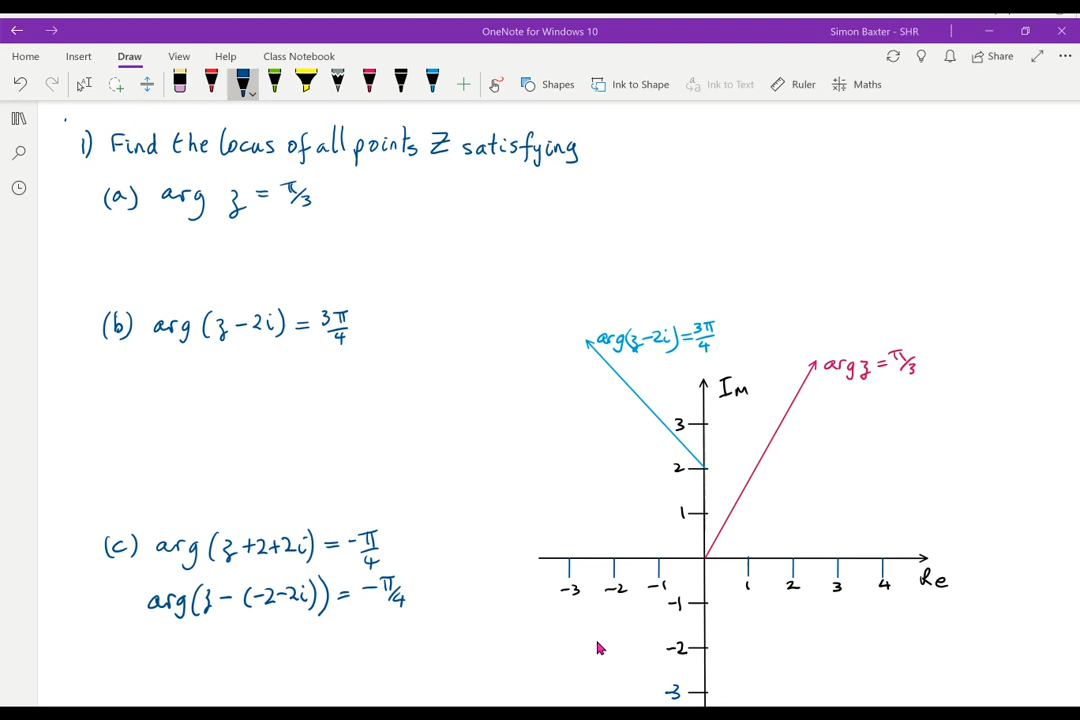 OneNote for Windows 10
Simon Baxter - SHR
Home Insert Draw View Help Class Notebook
Share
Shapes Ink to Shape Ink to Text Ruler Maths
1) Find the locus of all points Z satisfying
(a) arg z = π/3
(b) arg (z-2i) = 3π/4
arg(z-2i)=3π/4
arg z = π/3
Im
3
2
1
-3 -2 -1 1 2 3 4 Re
-1
-2
-3
(c) arg (z+2+2i) = -π/4
arg(z - (-2-2i)) = -π/4